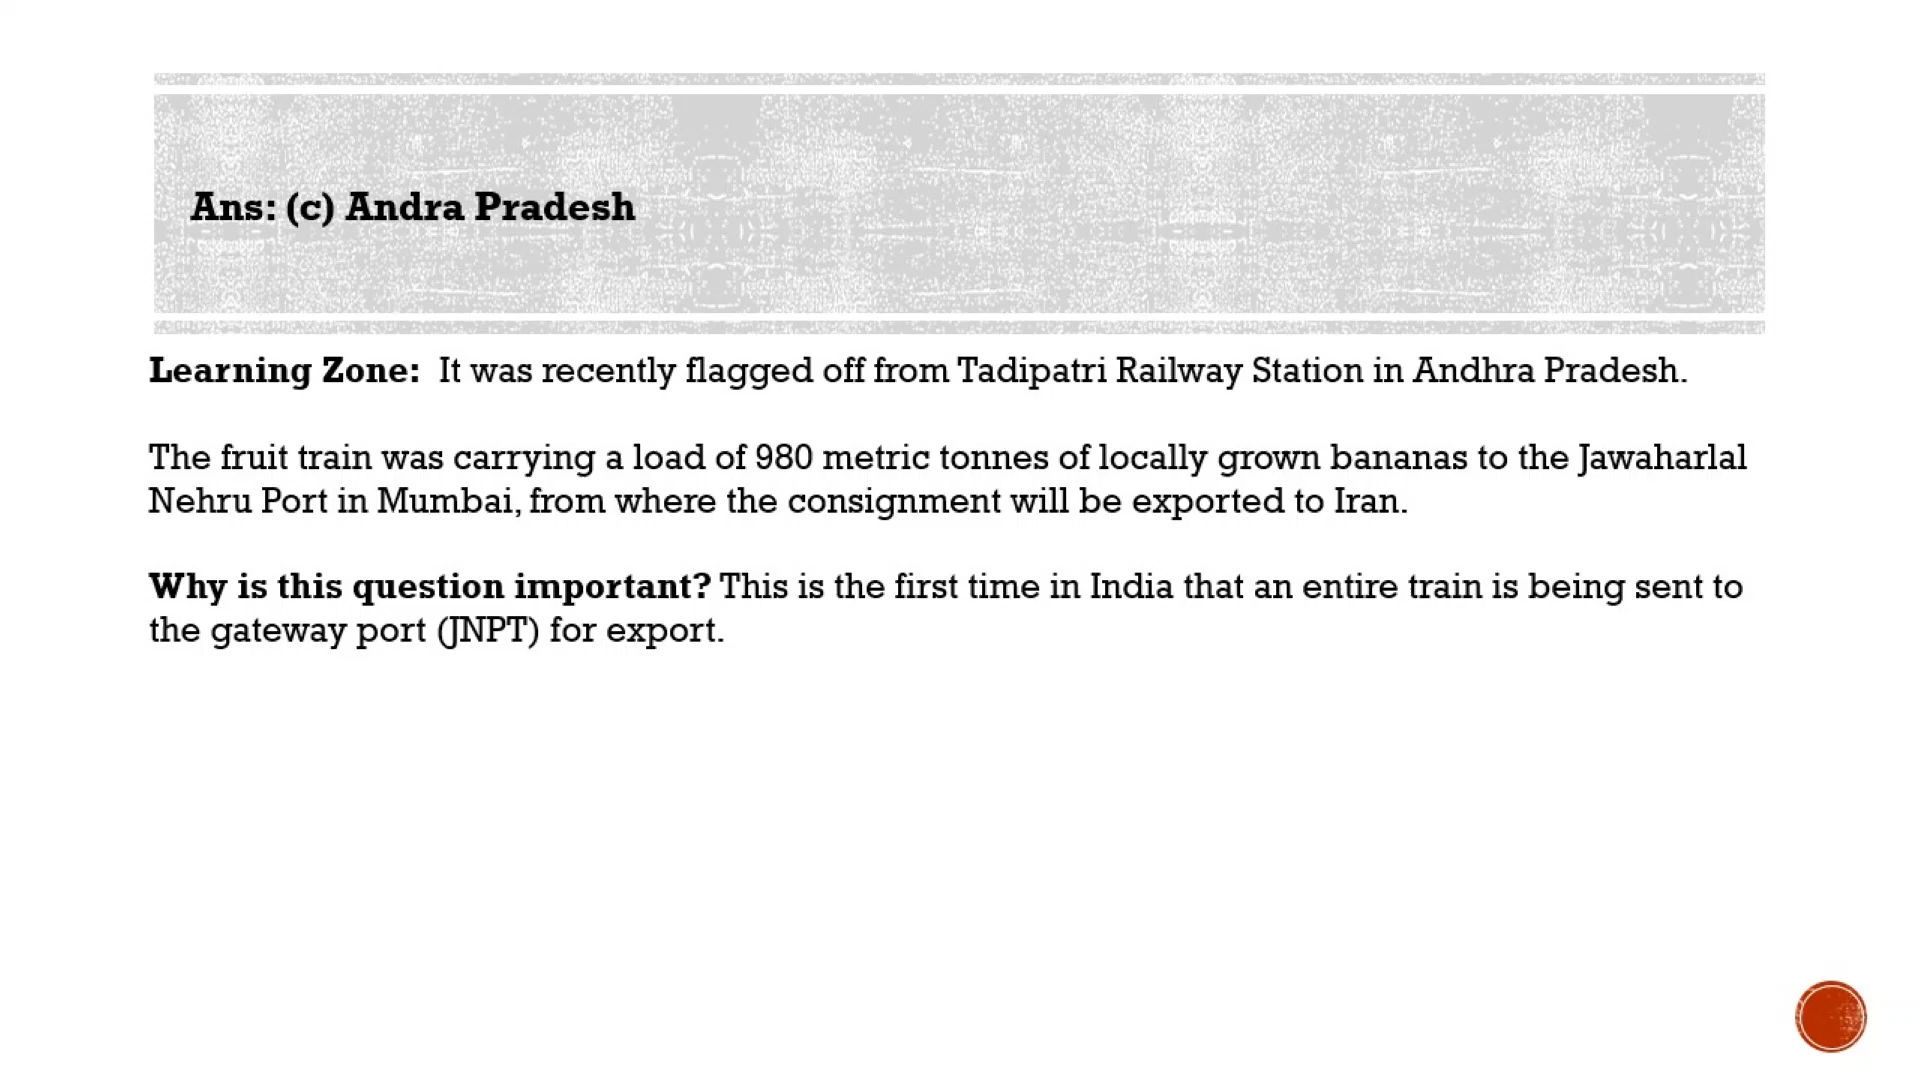 Ans: (c) Andra Pradesh
Learning Zone: It was recently flagged off from Tadipatri Railway Station in Andhra Pradesh.
The fruit train was carrying a load of 980 metric tonnes of locally grown bananas to the Jawaharlal
Nehru Port in Mumbai, from where the consignment will be exported to Iran.
Why is this question important? This is the first time in India that an entire train is being sent to
the gateway port (JNPT) for export.